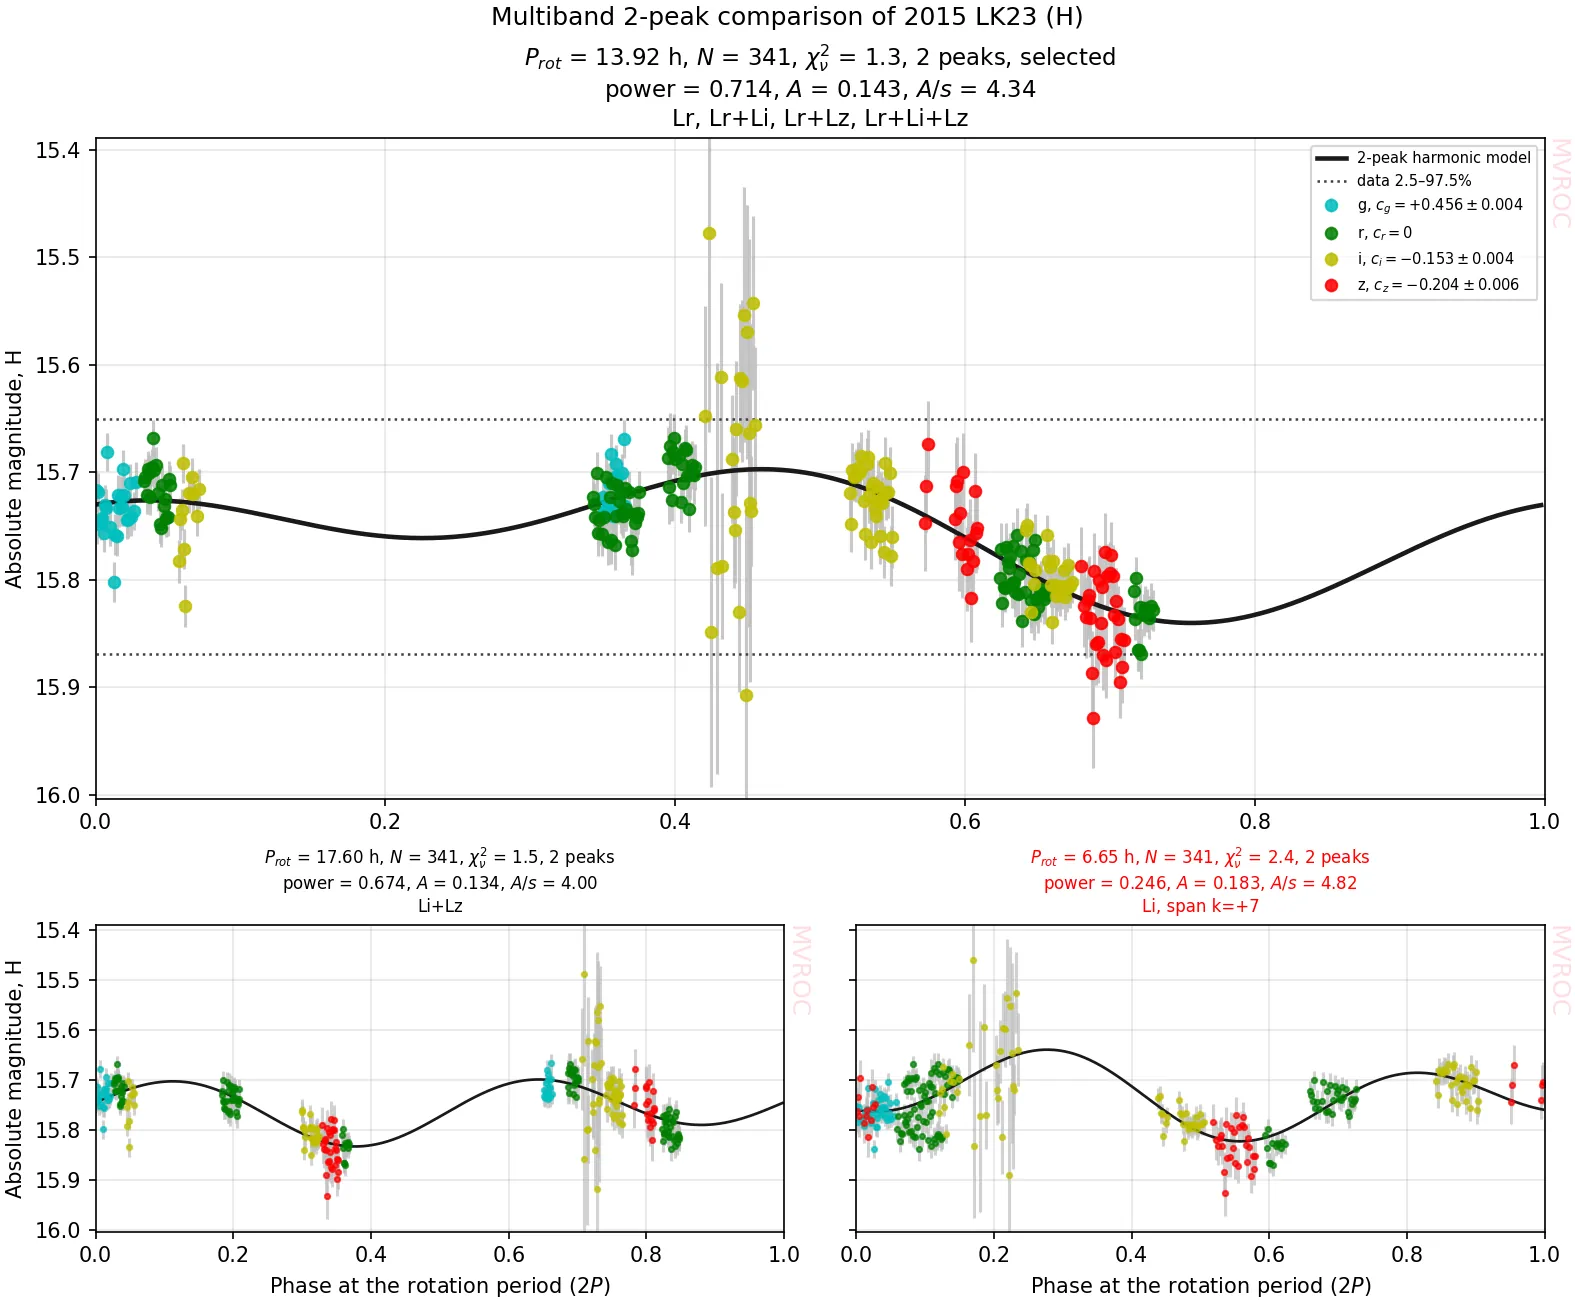 Multiband 2-peak comparison of 2015 LK23 (H)
P_rot = 13.92 h, N = 341, χ²_ν = 1.3, 2 peaks, selected
power = 0.714, A = 0.143, A/s = 4.34
Lr, Lr+Li, Lr+Lz, Lr+Li+Lz
15.4
15.5
15.6
15.7
15.8
15.9
16.0
Absolute magnitude, H
2-peak harmonic model
data 2.5–97.5%
g, c_g = +0.456 ± 0.004
r, c_r = 0
i, c_i = −0.153 ± 0.004
z, c_z = −0.204 ± 0.006
MVROC
0.0 0.2 0.4 0.6 0.8 1.0
P_rot = 17.60 h, N = 341, χ²_ν = 1.5, 2 peaks
power = 0.674, A = 0.134, A/s = 4.00
Li+Lz
15.4
15.5
15.6
15.7
15.8
15.9
16.0
Absolute magnitude, H
MVROC
0.0 0.2 0.4 0.6 0.8 1.0
Phase at the rotation period (2P)
P_rot = 6.65 h, N = 341, χ²_ν = 2.4, 2 peaks
power = 0.246, A = 0.183, A/s = 4.82
Li, span k=+7
MVROC
0.0 0.2 0.4 0.6 0.8 1.0
Phase at the rotation period (2P)